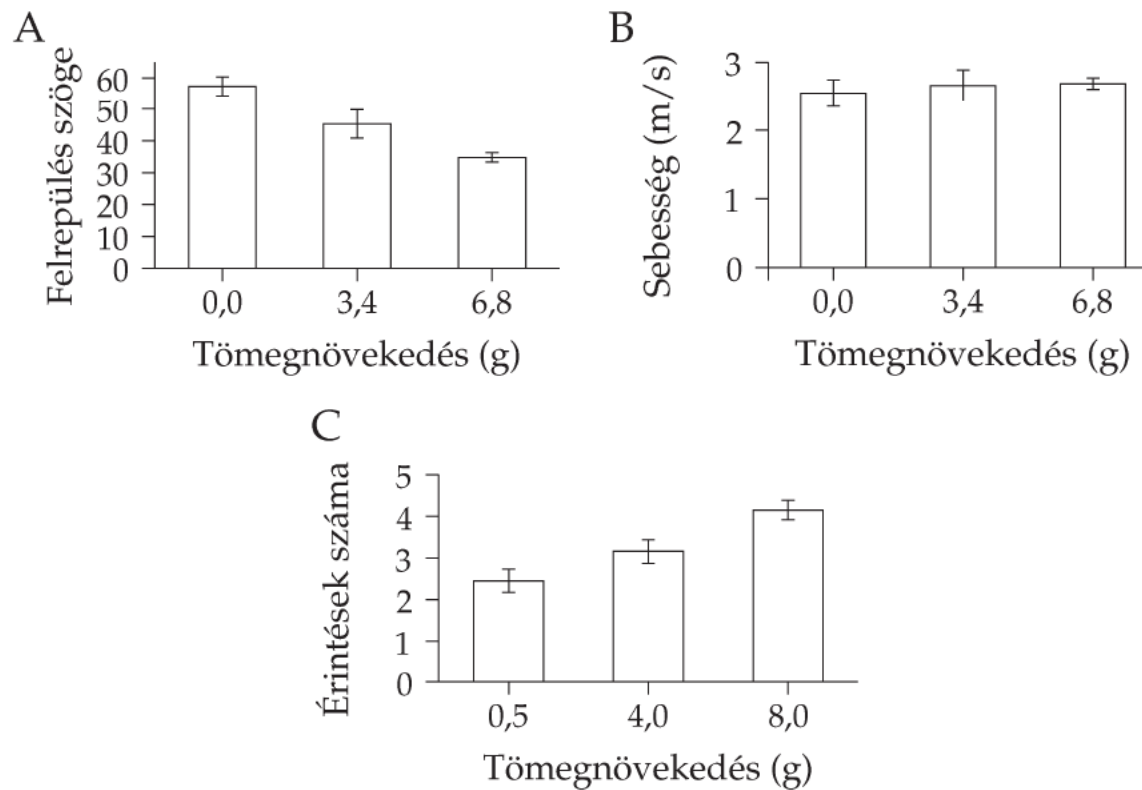 A
Felrepülés szöge
60
50
40
30
20
10
0
0,0 3,4 6,8
Tömegnövekedés (g)
B
Sebesség (m/s)
3
2
1
0
0,0 3,4 6,8
Tömegnövekedés (g)
C
Érintések száma
5
4
3
2
1
0
0,5 4,0 8,0
Tömegnövekedés (g)